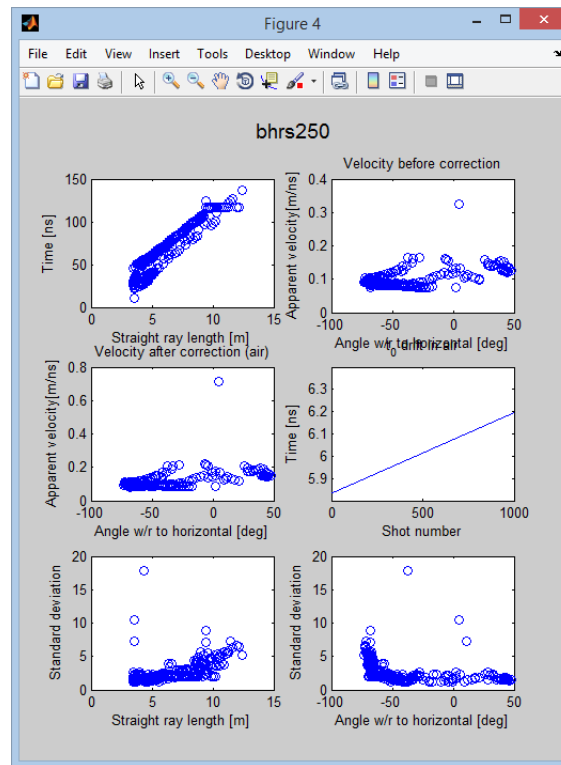 Figure 4
File Edit View Insert Tools Desktop Window Help
bhrs250
150
100
50
0
Time [ns]
0 5 10 15
Straight ray length [m]
Velocity before correction
0.4
0.3
0.2
0.1
0
Apparent velocity[m/ns]
-100 -50 0 50
Angle w/r to horizontal [deg]
Velocity after correction (air)
0.8
0.6
0.4
0.2
0
Apparent velocity[m/ns]
-100 -50 0 50
Angle w/r to horizontal [deg]
t0 drift in air
6.3
6.2
6.1
6
5.9
Time [ns]
0 500 1000
Shot number
20
15
10
5
0
Standard deviation
0 5 10 15
Straight ray length [m]
20
15
10
5
0
Standard deviation
-100 -50 0 50
Angle w/r to horizontal [deg]